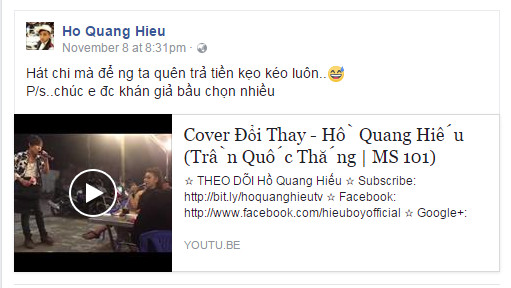 Ho Quang Hieu
November 8 at 8:31pm ·
Hát chi mà để ng ta quên trả tiền kẹo kéo luôn..😅
P/s..chúc e đc khán giả bầu chọn nhiều
Cover Đổi Thay - Hồ Quang Hiếu
(Trần Quốc Thắng | MS 101)
☆ THEO DÕI Hồ Quang Hiếu ☆ Subscribe:
http://bit.ly/hoquanghieutv ☆ Facebook:
http://www.facebook.com/hieuboyofficial ☆ Google+:
YOUTU.BE